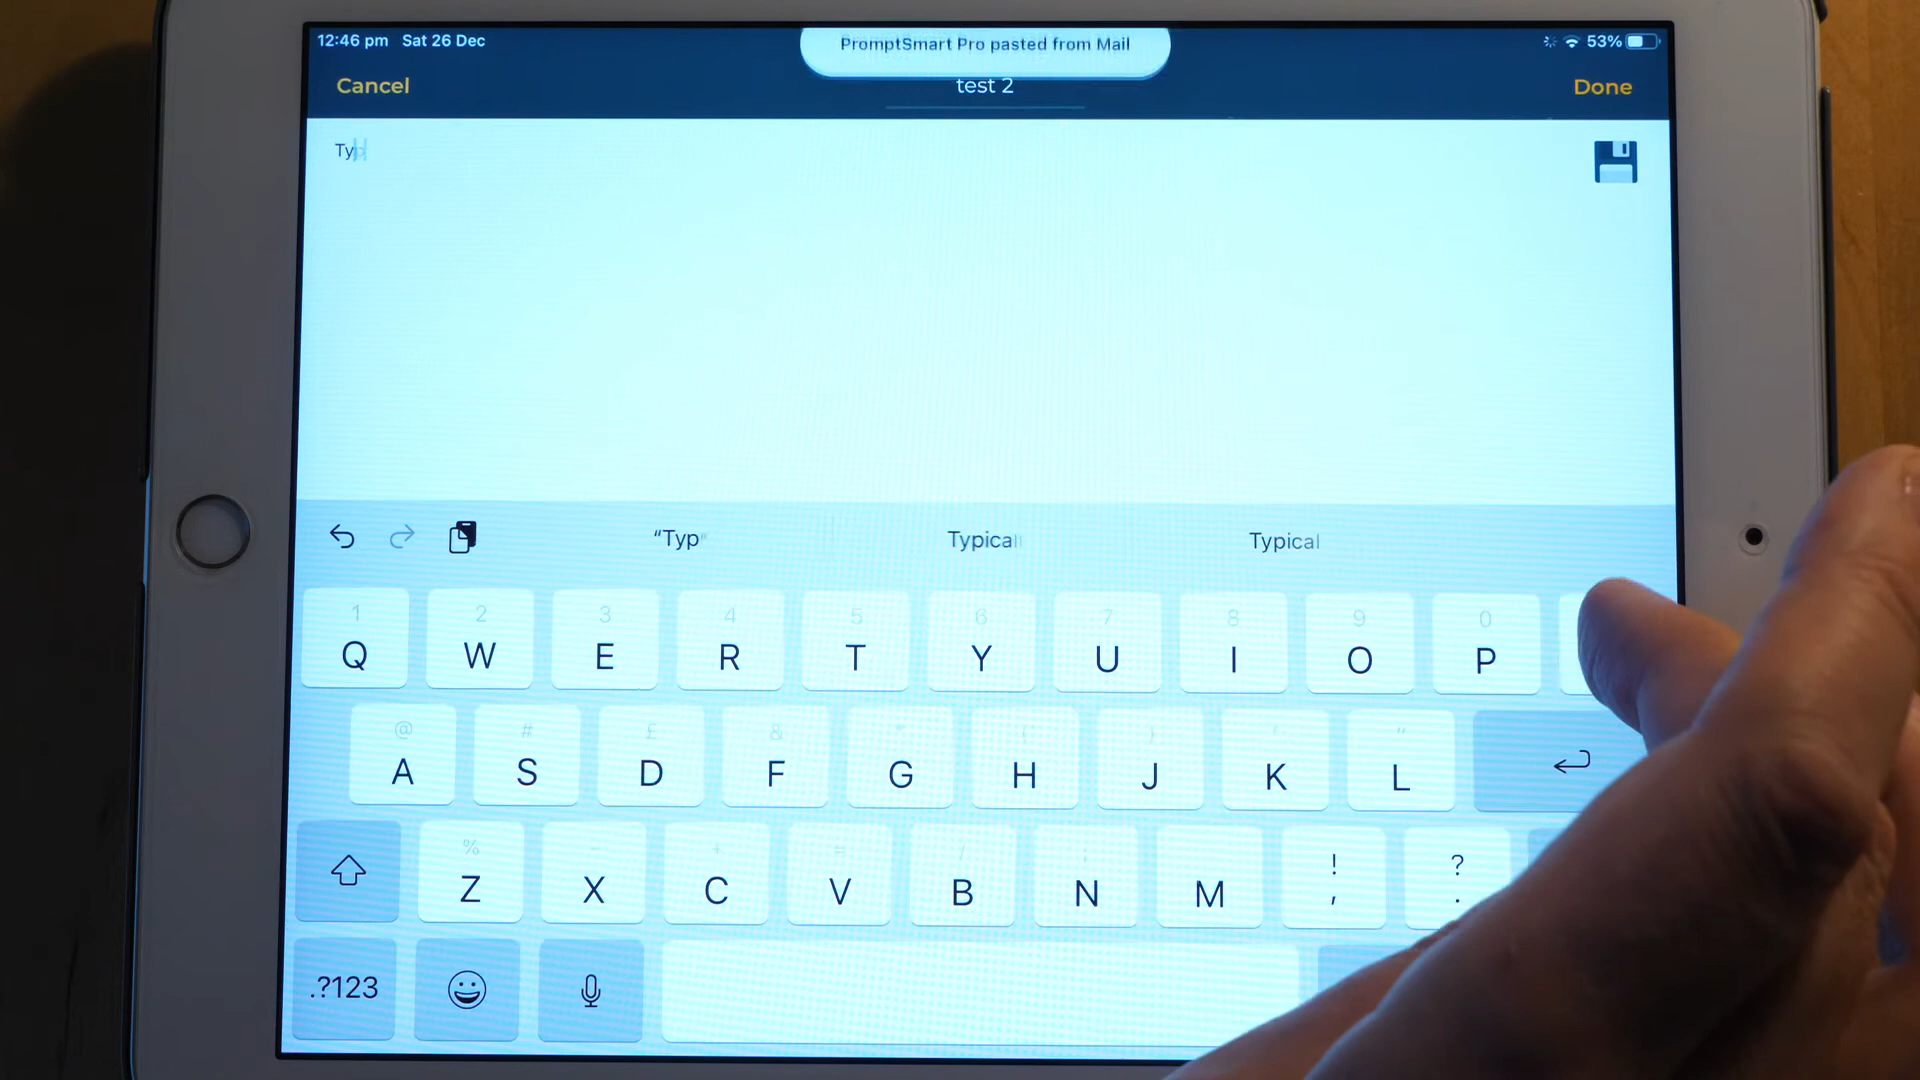 12:46 pm Sat 26 Dec
PromptSmart Pro pasted from Mail
53%
Cancel
test 2
Done
Typ
“Typ” Typical Typical
1 2 3 4 5 6 7 8 9 0
Q W E R T Y U I O P
@ # £ & * ( ) ' "
A S D F G H J K L
% - + = / ; ! ?
Z X C V B N M , .
.?123